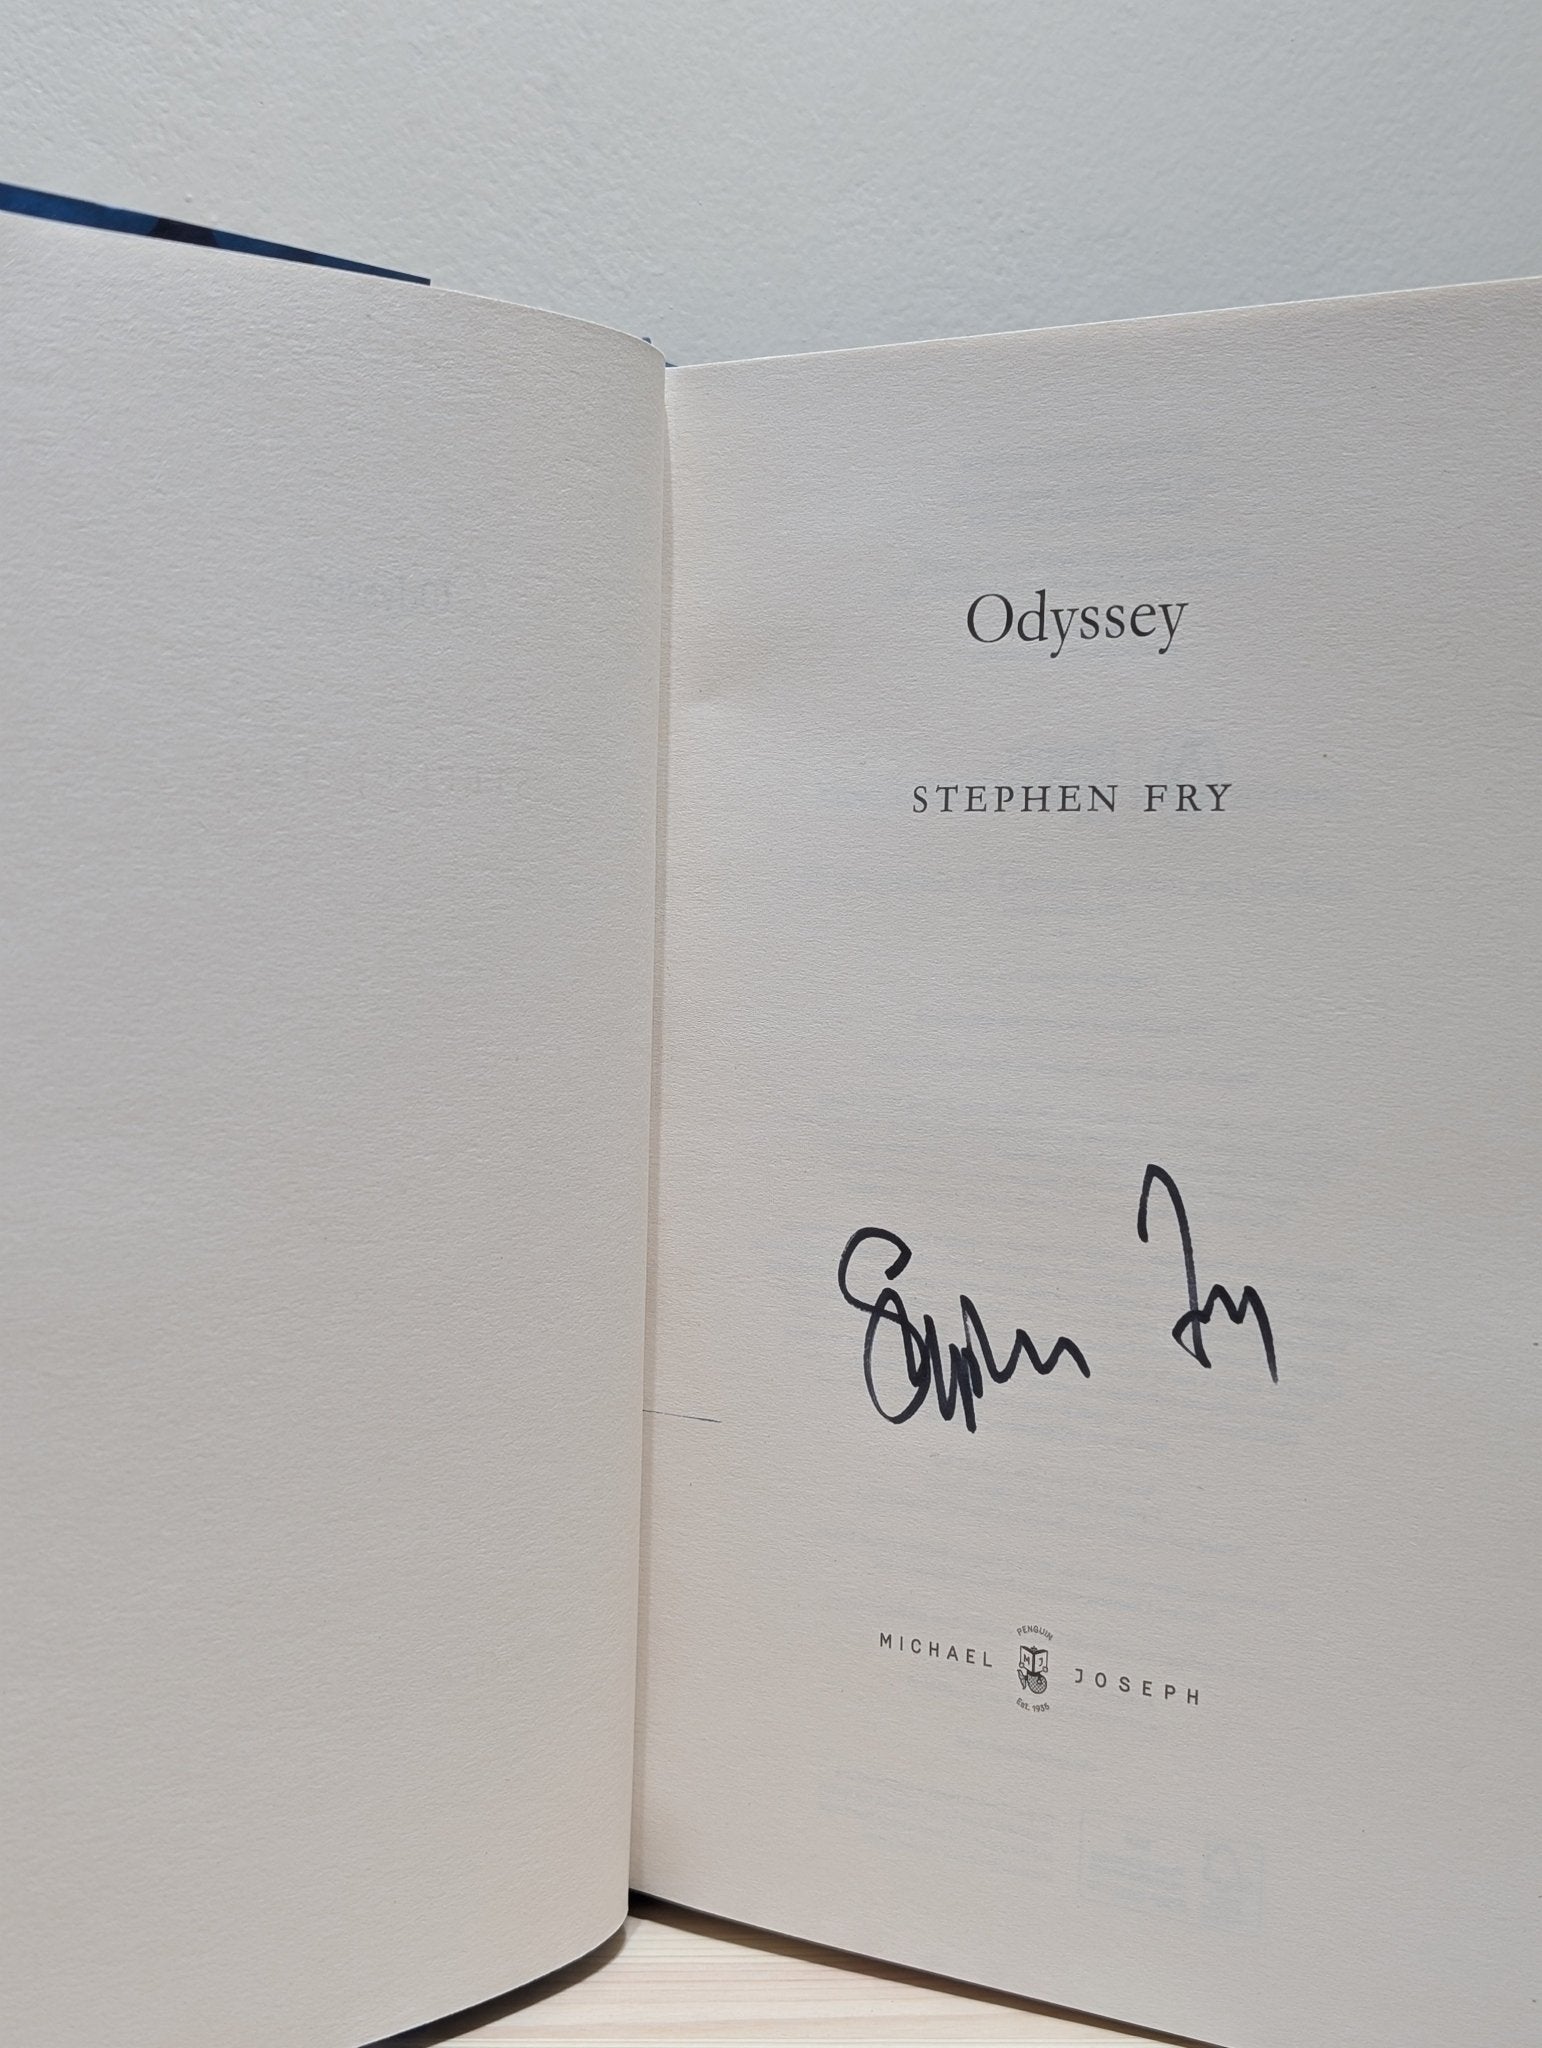 Odyssey
STEPHEN FRY
Stephen Fry
PENGUIN
MICHAEL MJ JOSEPH
Est. 1935